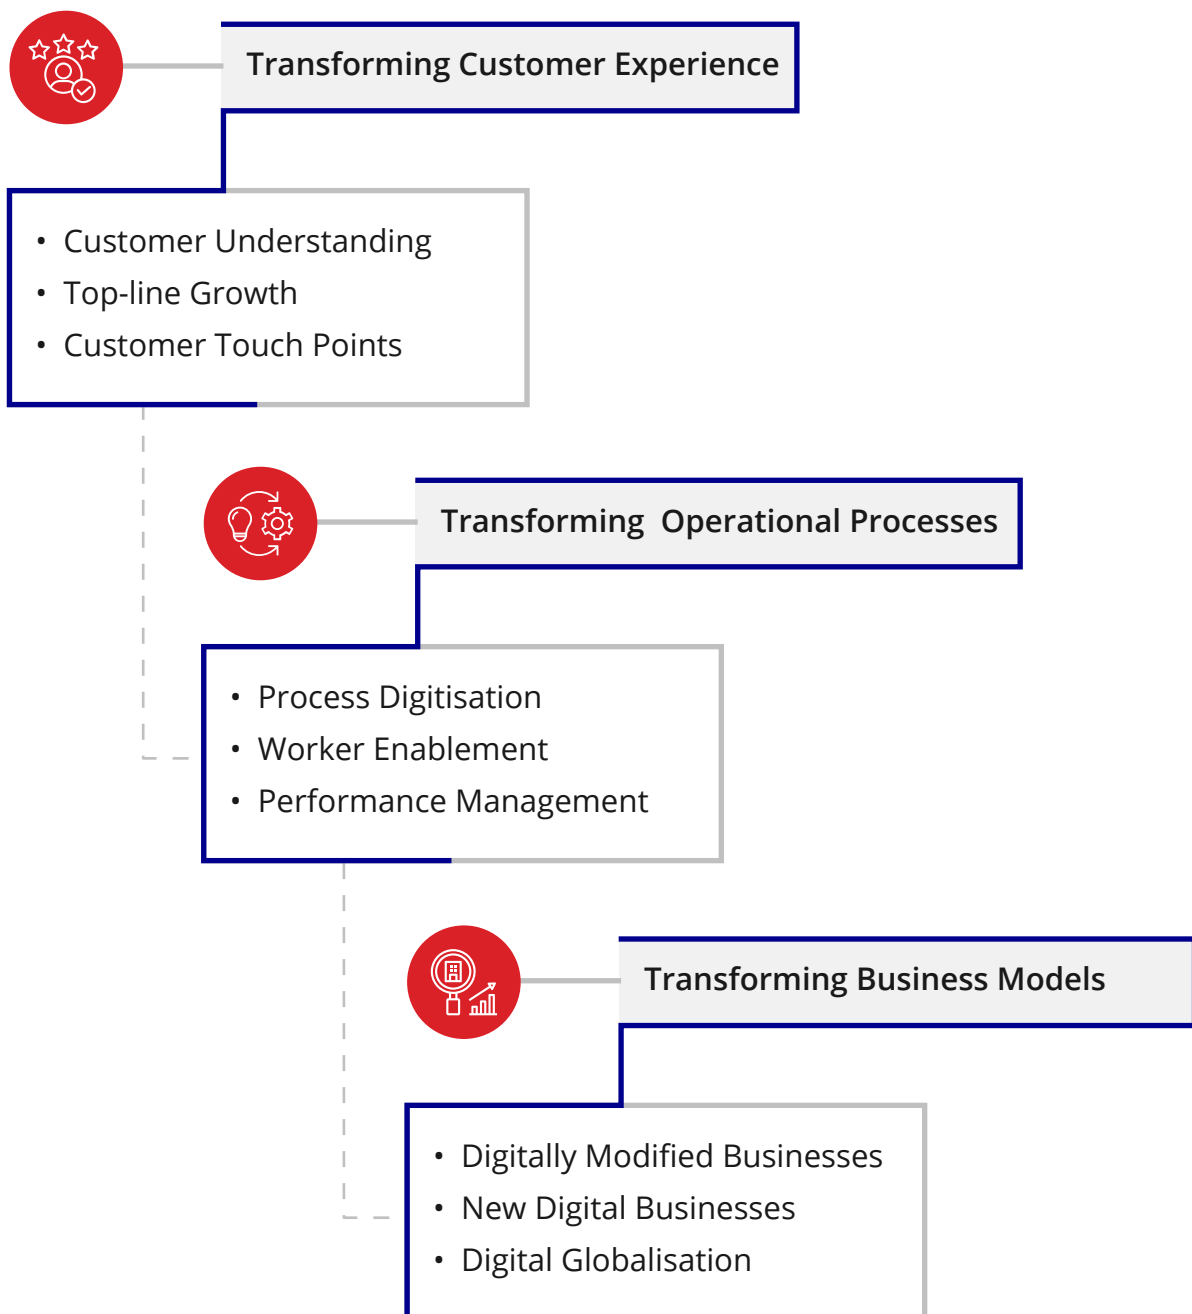 Transforming Customer Experience
• Customer Understanding
• Top-line Growth
• Customer Touch Points
Transforming Operational Processes
• Process Digitisation
• Worker Enablement
• Performance Management
Transforming Business Models
• Digitally Modified Businesses
• New Digital Businesses
• Digital Globalisation